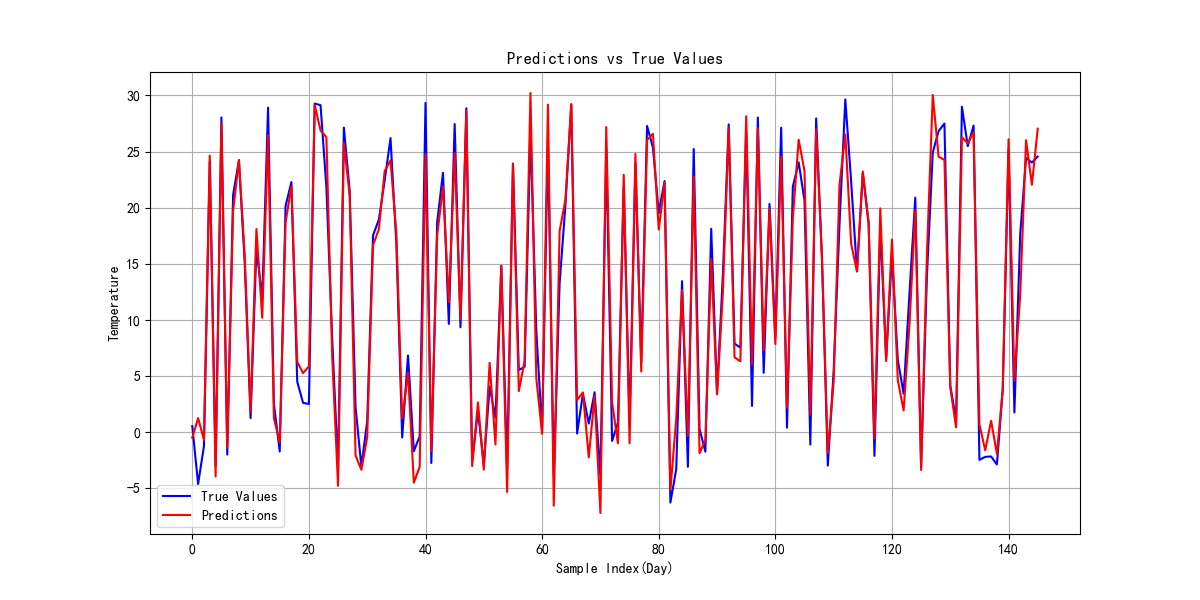 Predictions vs True Values
Temperature
30
25
20
15
10
5
0
−5
True Values
Predictions
0 20 40 60 80 100 120 140
Sample Index(Day)